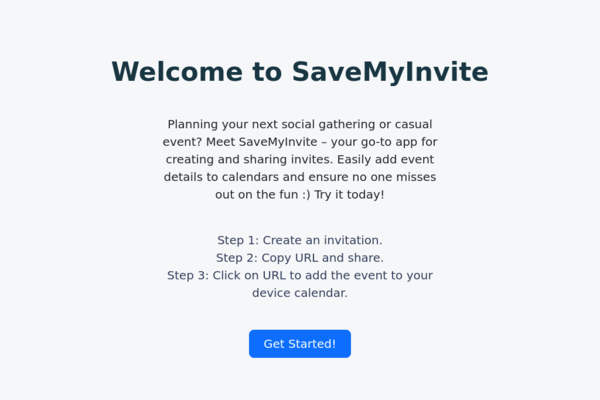 Welcome to SaveMyInvite
Planning your next social gathering or casual
event? Meet SaveMyInvite – your go-to app for
creating and sharing invites. Easily add event
details to calendars and ensure no one misses
out on the fun :) Try it today!
Step 1: Create an invitation.
Step 2: Copy URL and share.
Step 3: Click on URL to add the event to your
device calendar.
Get Started!